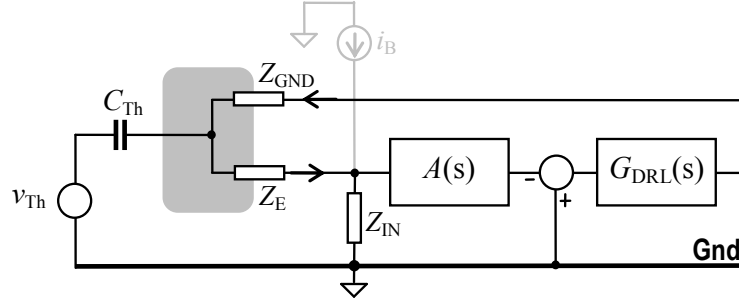 i_B
Z_GND
C_Th
A(s)
-
+
G_DRL(s)
v_Th
Z_E
Z_IN
Gnd